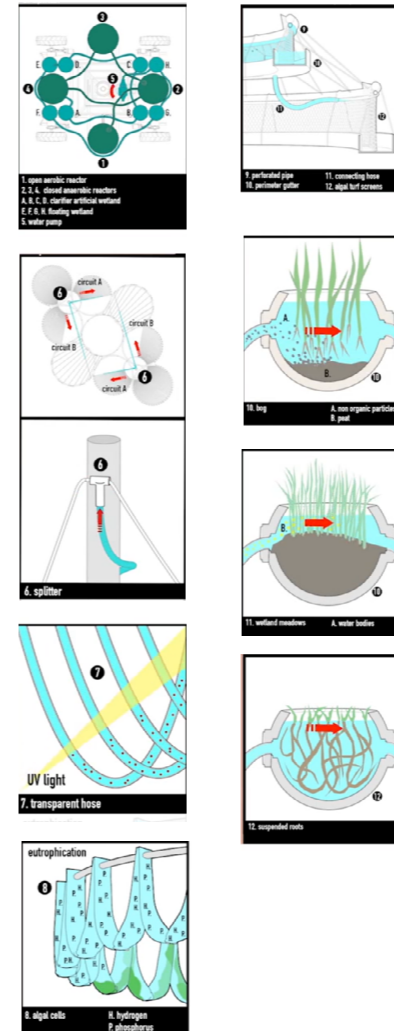 3
E.
D.
C.
H.
5
4
2
F.
A.
B.
G.
1
1. open aerobic reactor
2, 3, 4. closed anaerobic reactors
A, B, C, D. clarifier artificial wetland
E, F, G, H. floating wetland
5. water pump
circuit A
6
circuit B
circuit B
circuit A
6
6
6. splitter
7
UV light
7. transparent hose
eutrophication
8
P.
H.
8. algal cells
H. hydrogen
P. phosphorus
9
10
11
12
9. perforated pipe
11. connecting hose
10. perimeter gutter
12. algal turf screens
A.
B.
10
10. bog
A. non organic particles
B. peat
B.
10
11. wetland meadows
A. water bodies
12
12. suspended roots